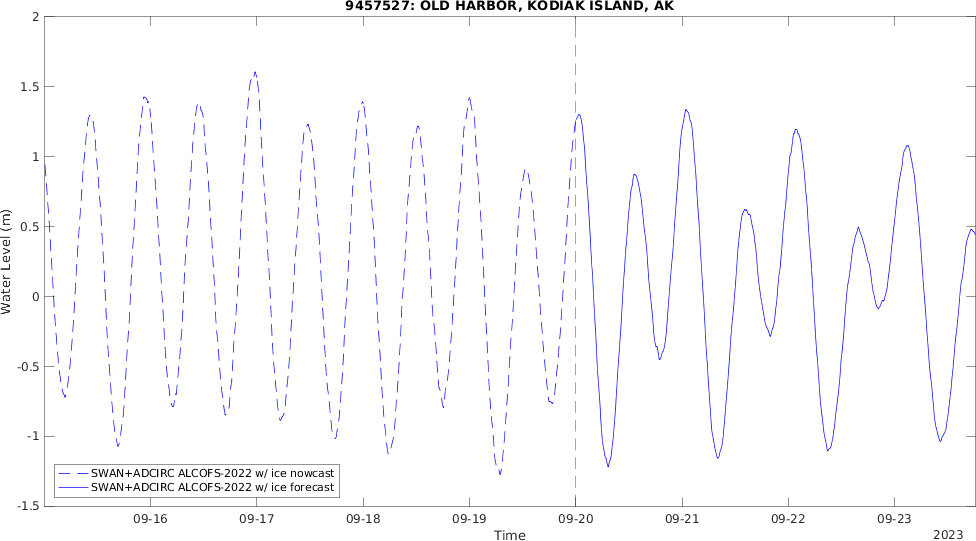 9457527: OLD HARBOR, KODIAK ISLAND, AK
2
1.5
1
0.5
0
-0.5
-1
-1.5
Water Level (m)
SWAN+ADCIRC ALCOFS-2022 w/ ice nowcast
SWAN+ADCIRC ALCOFS-2022 w/ ice forecast
09-16 09-17 09-18 09-19 09-20 09-21 09-22 09-23
Time
2023